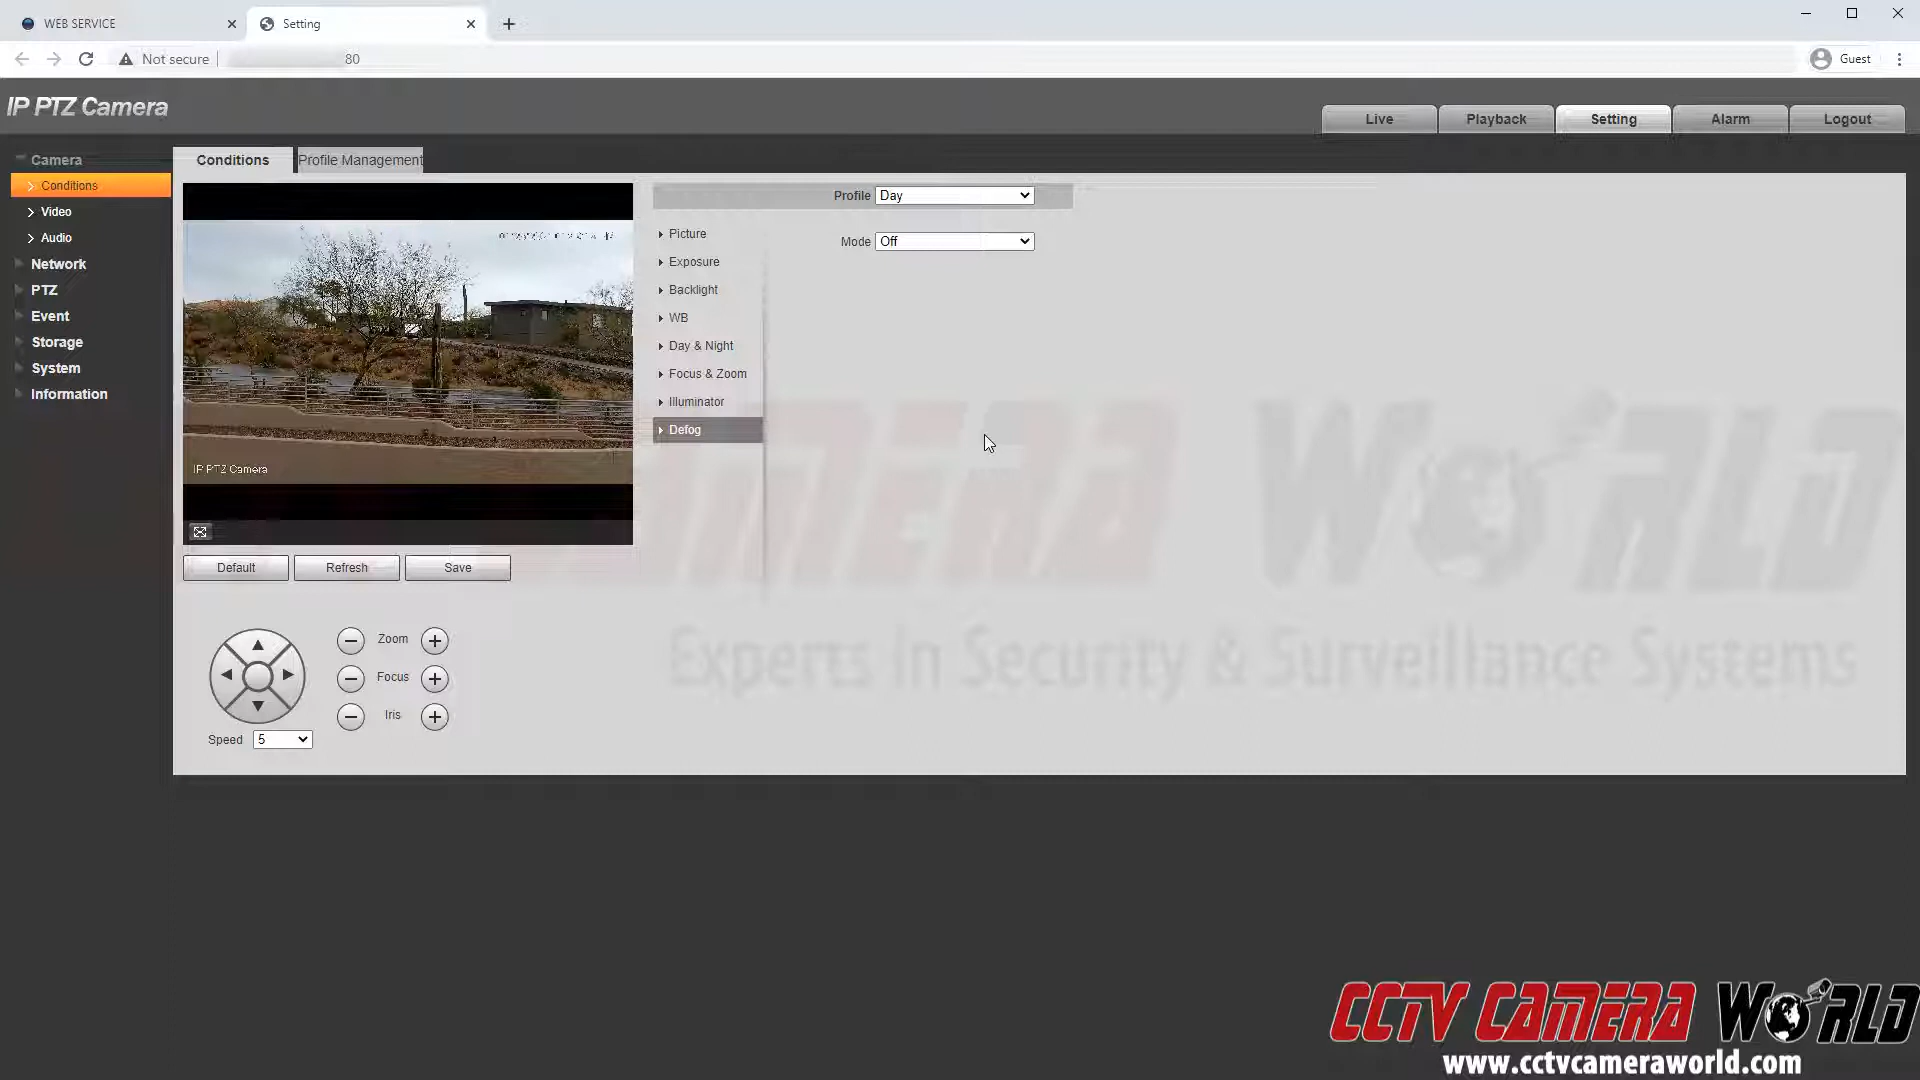 WEB SERVICE
Setting
Not secure
80
Guest
IP PTZ Camera
Live
Playback
Setting
Alarm
Logout
Camera
Conditions
Video
Audio
Network
PTZ
Event
Storage
System
Information
Conditions
Profile Management
Profile
Day
Picture
Exposure
Backlight
WB
Day & Night
Focus & Zoom
Illuminator
Defog
Mode
Off
IP PTZ Camera
Default
Refresh
Save
Zoom
Focus
Iris
Speed
5
CAMERA WORLD
Experts in Security & Surveillance Systems
CCTV CAMERA WORLD
www.cctvcameraworld.com